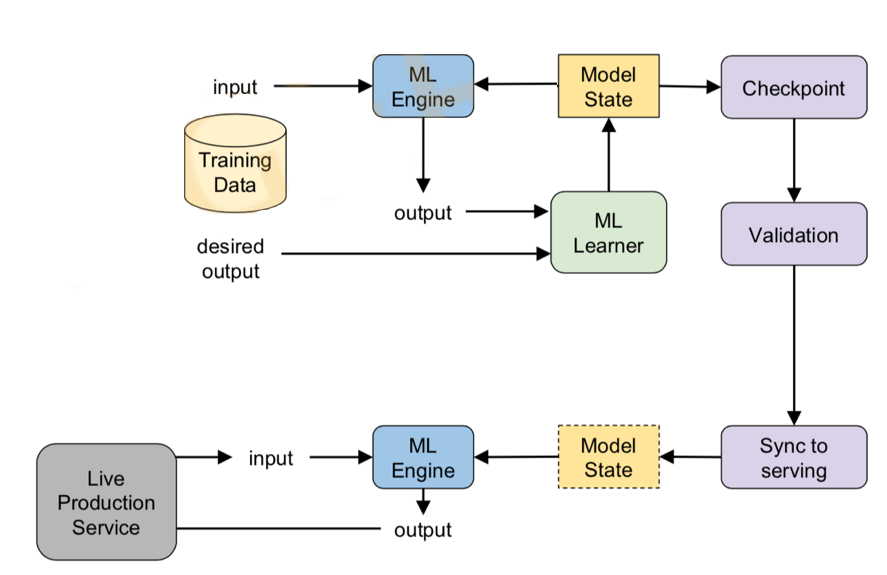 input
ML
Engine
Model
State
Checkpoint
Training
Data
output
ML
Learner
Validation
desired
output
Live
Production
Service
input
ML
Engine
Model
State
Sync to
serving
output